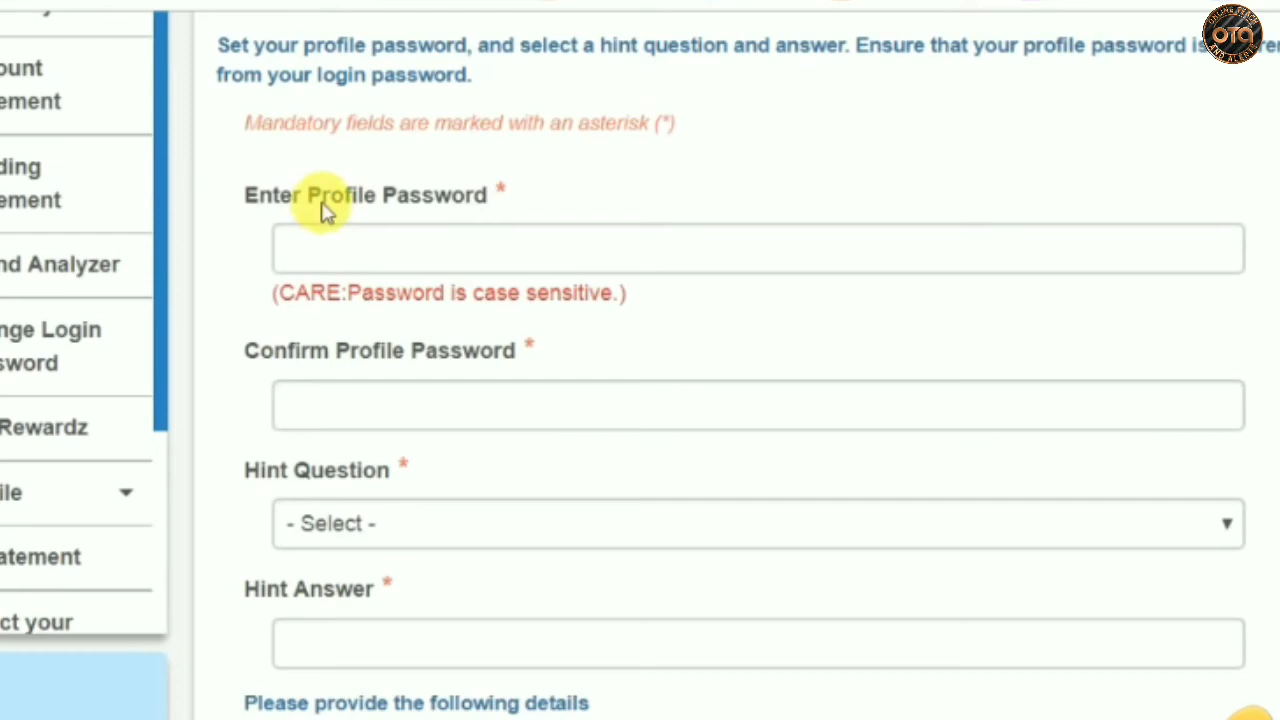 Set your profile password, and select a hint question and answer. Ensure that your profile password is
from your login password.
Mandatory fields are marked with an asterisk (*)
Enter Profile Password *
(CARE:Password is case sensitive.)
Confirm Profile Password *
Hint Question *
- Select -
Hint Answer *
Please provide the following details
ount
ement
ding
ement
nd Analyzer
nge Login
sword
Rewardz
ile
atement
ct your
OTA
AND ALERTS